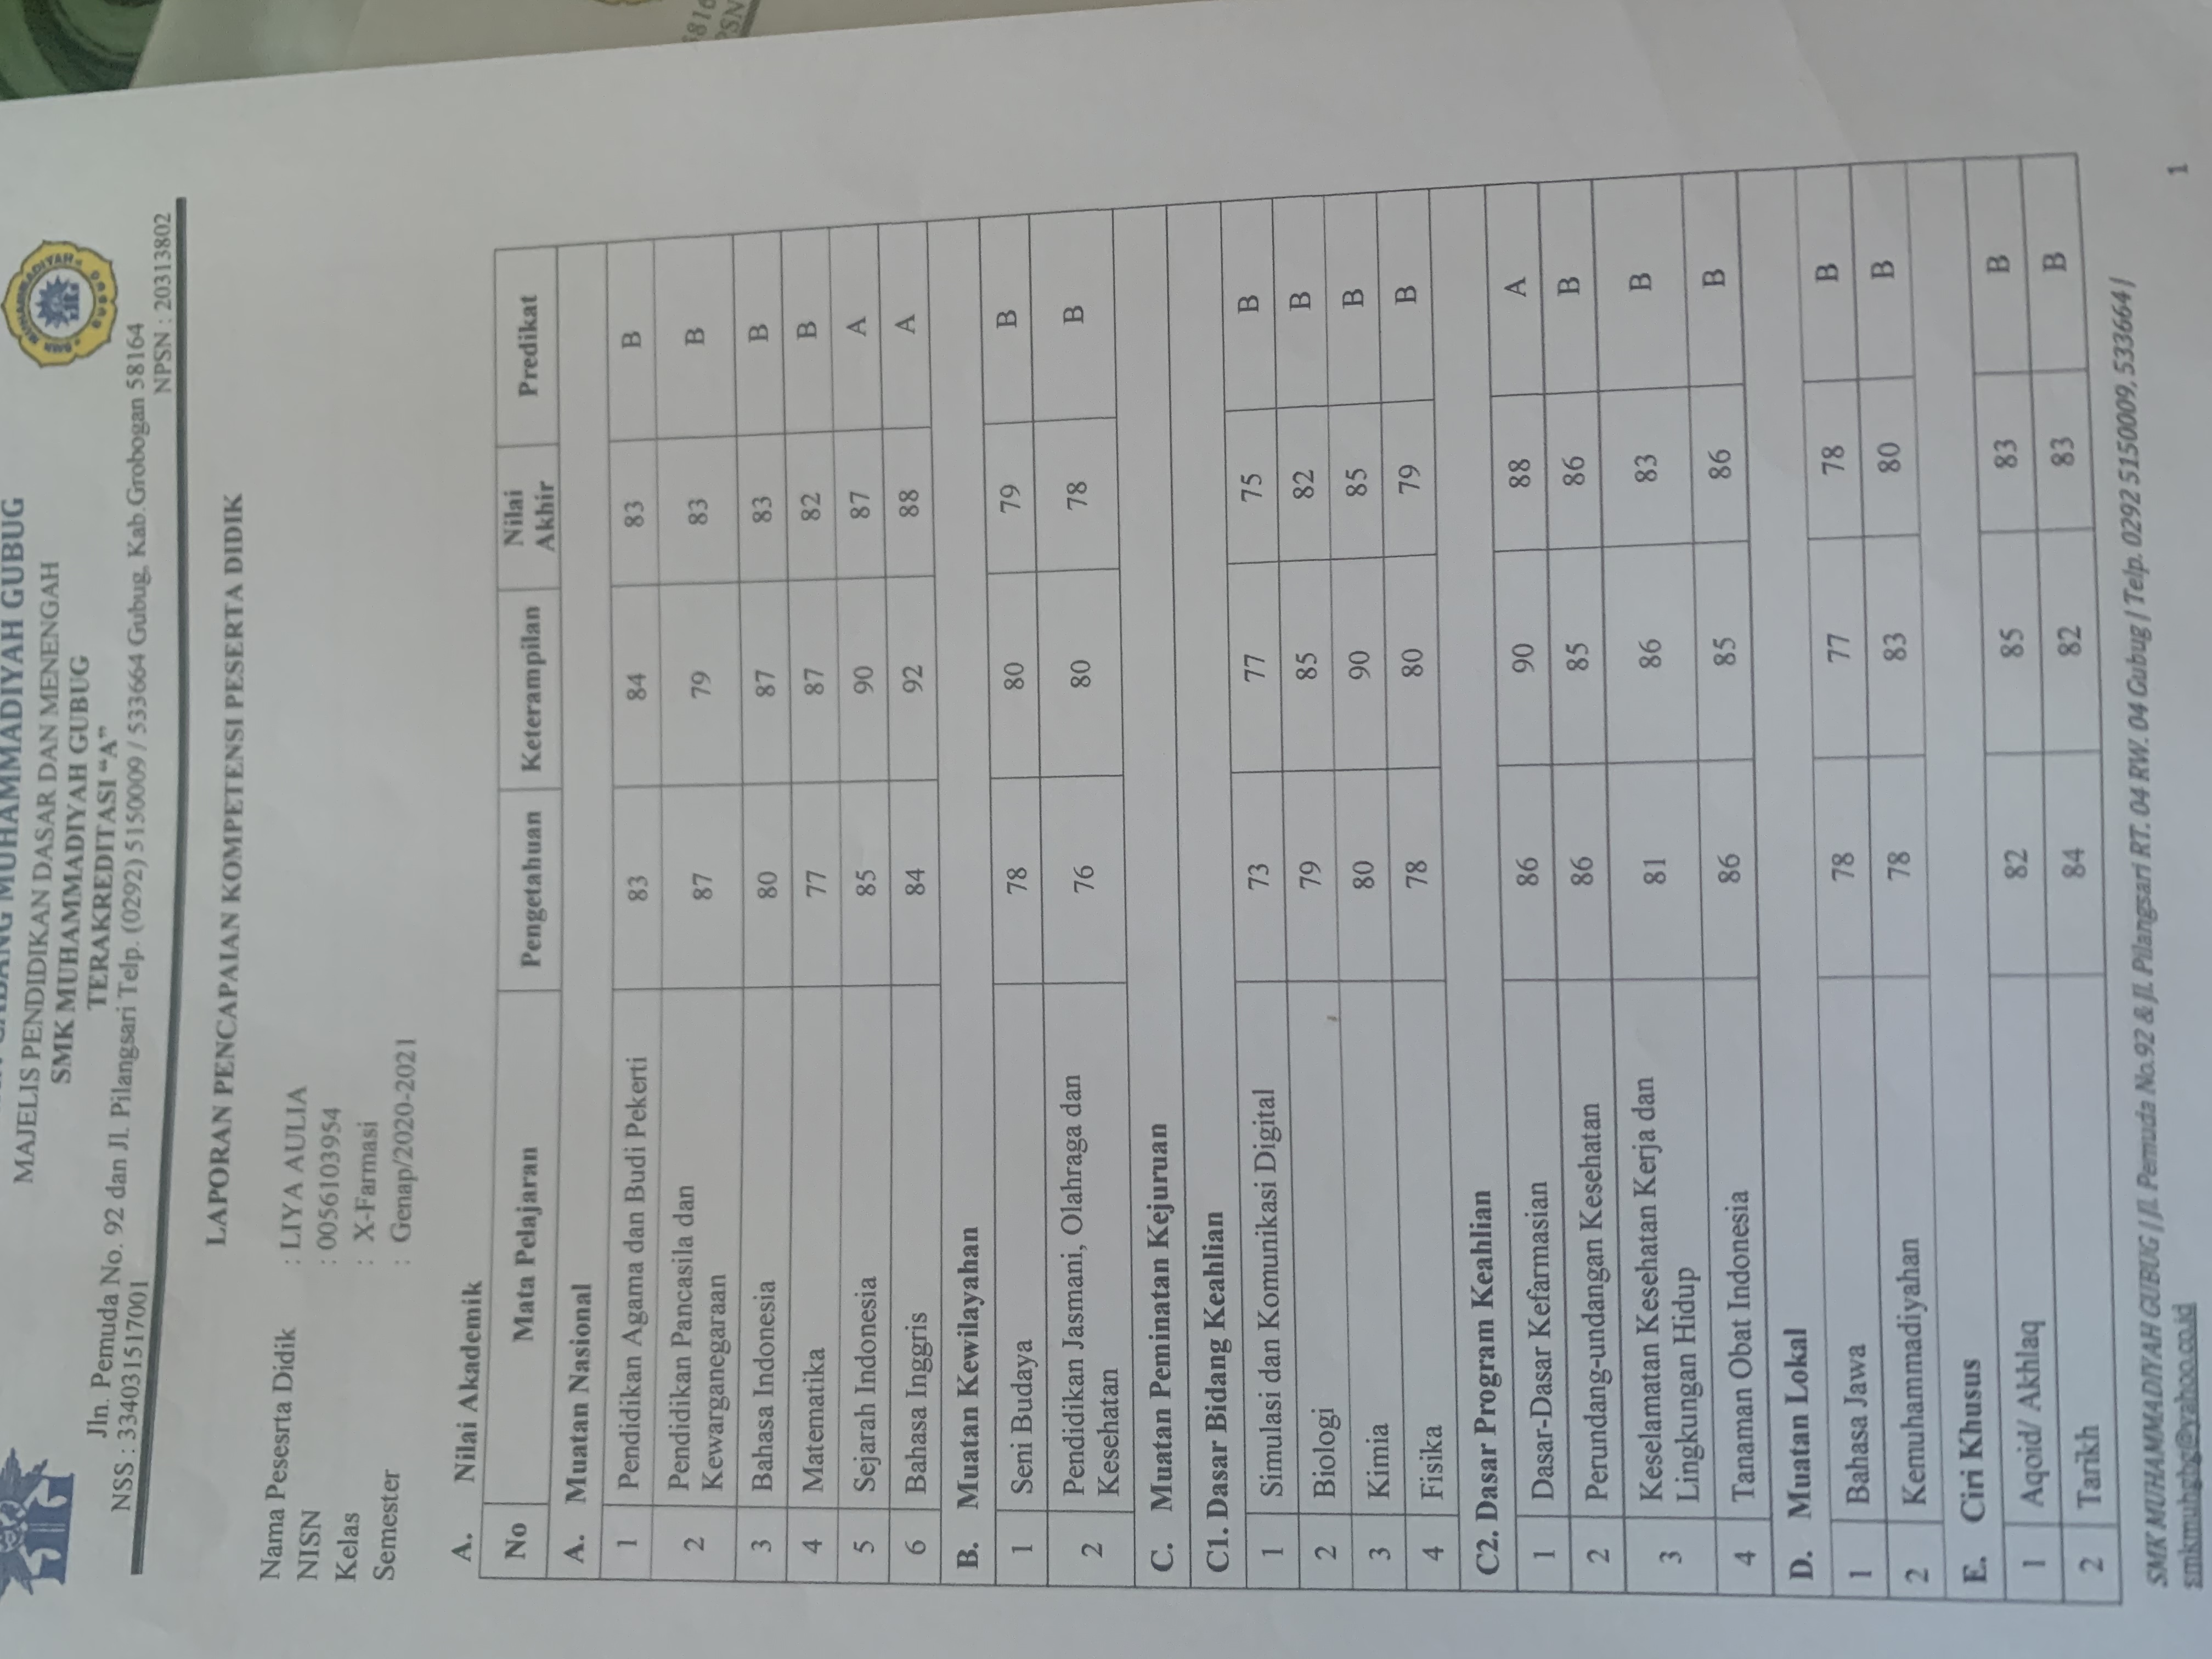 MUHAMMADIYAH GUBUG
MAJELIS PENDIDIKAN DASAR DAN MENENGAH
SMK MUHAMMADIYAH GUBUG
TERAKREDITASI “A”
Jln. Pemuda No. 92 dan Jl. Pilangsari Telp. (0292) 5150009 / 533664 Gubug, Kab.Grobogan 58164
NSS : 334031517001 NPSN : 20313802
LAPORAN PENCAPAIAN KOMPETENSI PESERTA DIDIK
Nama Pesesrta Didik : LIYA AULIA
NISN : 0056103954
Kelas : X-Farmasi
Semester : Genap/2020-2021
A. Nilai Akademik
No Mata Pelajaran Pengetahuan Keterampilan Nilai Akhir Predikat
A. Muatan Nasional
1 Pendidikan Agama dan Budi Pekerti 83 84 83 B
2 Pendidikan Pancasila dan Kewarganegaraan 87 79 83 B
3 Bahasa Indonesia 80 87 83 B
4 Matematika 77 87 82 B
5 Sejarah Indonesia 85 90 87 A
6 Bahasa Inggris 84 92 88 A
B. Muatan Kewilayahan
1 Seni Budaya 78 80 79 B
2 Pendidikan Jasmani, Olahraga dan Kesehatan 76 80 78 B
C. Muatan Peminatan Kejuruan
C1. Dasar Bidang Keahlian
1 Simulasi dan Komunikasi Digital 73 77 75 B
2 Biologi 79 85 82 B
3 Kimia 80 90 85 B
4 Fisika 78 80 79 B
C2. Dasar Program Keahlian
1 Dasar-Dasar Kefarmasian 86 90 88 A
2 Perundang-undangan Kesehatan 86 85 86 B
3 Keselamatan Kesehatan Kerja dan Lingkungan Hidup 81 86 83 B
4 Tanaman Obat Indonesia 86 85 86 B
D. Muatan Lokal
1 Bahasa Jawa 78 77 78 B
2 Kemuhammadiyahan 78 83 80 B
E. Ciri Khusus
1 Aqoid/ Akhlaq 82 85 83 B
2 Tarikh 84 82 83 B
SMK MUHAMMADIYAH GUBUG | Jl. Pemuda No.92 & Jl. Pilangsari RT. 04 RW. 04 Gubug | Telp. 0292 5150009, 533664 |
smkmuhgbg@yahoo.co.id
1